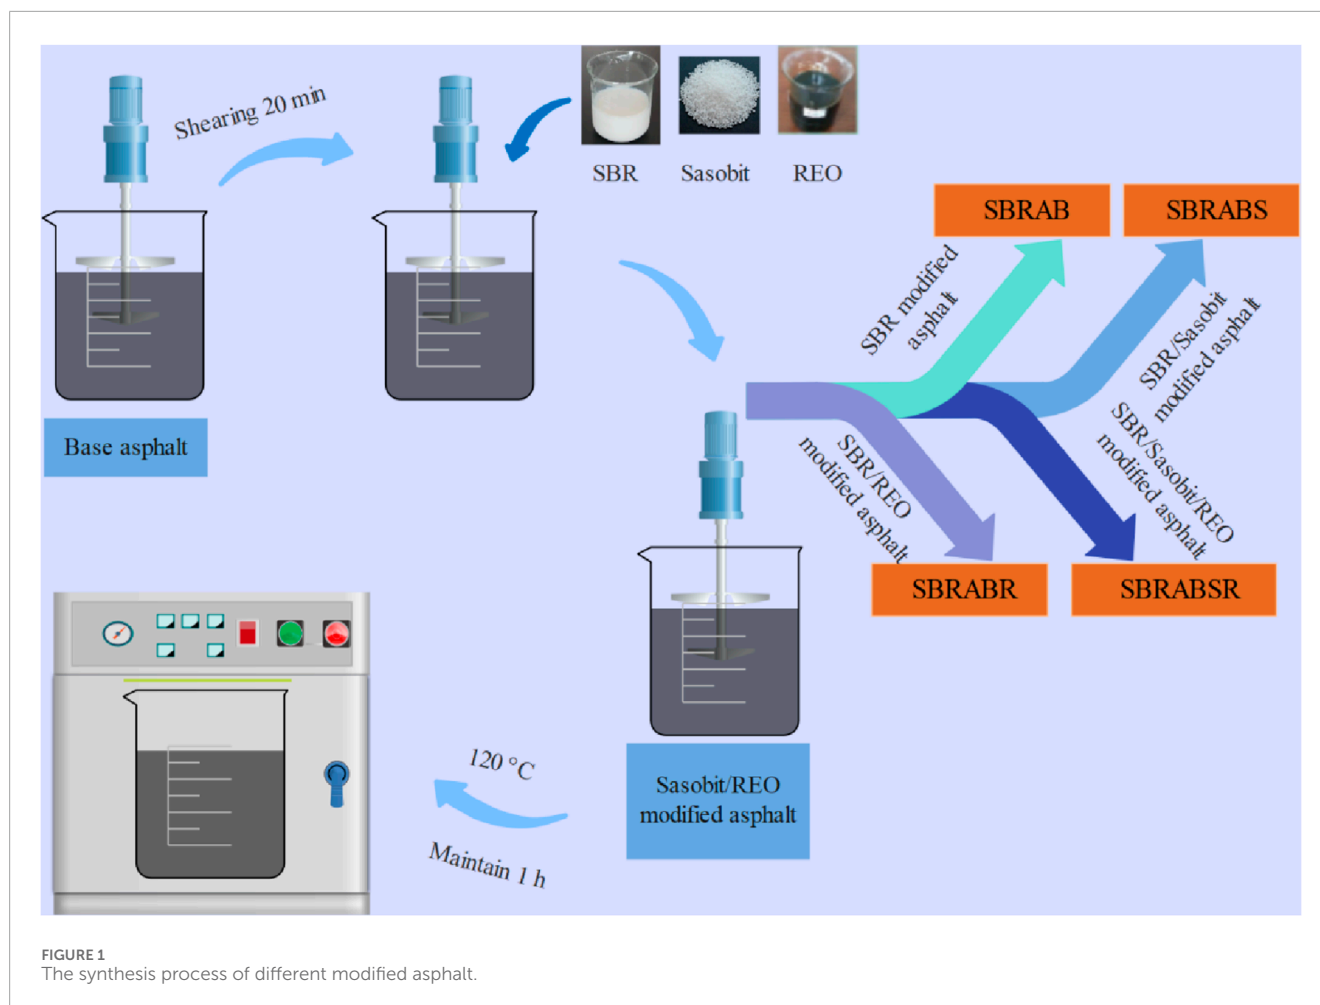 Shearing 20 min
SBR
Sasobit
REO
Base asphalt
SBRAB
SBRABS
SBR modified
asphalt
SBR/Sasobit
modified asphalt
SBR/REO
modified asphalt
SBR/Sasobit/REO
modified asphalt
SBRABR
SBRABSR
Sasobit/REO
modified asphalt
120 °C
Maintain 1 h
FIGURE 1
The synthesis process of different modified asphalt.